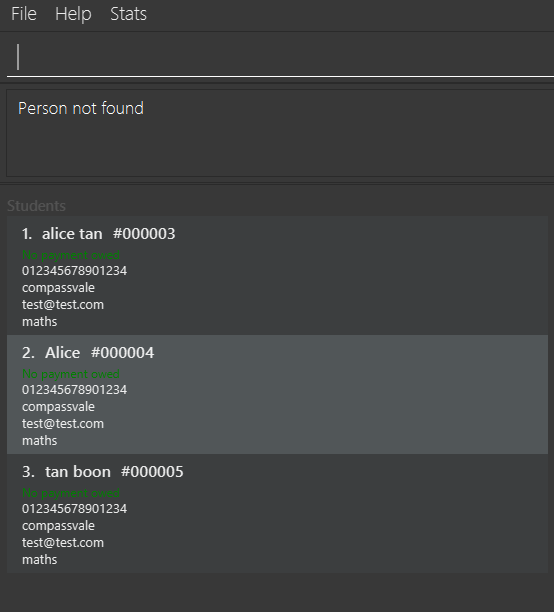 File Help Stats
Person not found
Students
1. alice tan #000003
No payment owed
012345678901234
compassvale
test@test.com
maths
2. Alice #000004
No payment owed
012345678901234
compassvale
test@test.com
maths
3. tan boon #000005
No payment owed
012345678901234
compassvale
test@test.com
maths